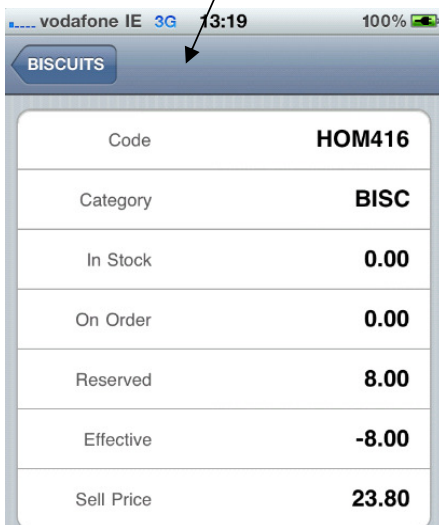 vodafone IE 3G 13:19 100%
BISCUITS
Code HOM416
Category BISC
In Stock 0.00
On Order 0.00
Reserved 8.00
Effective -8.00
Sell Price 23.80